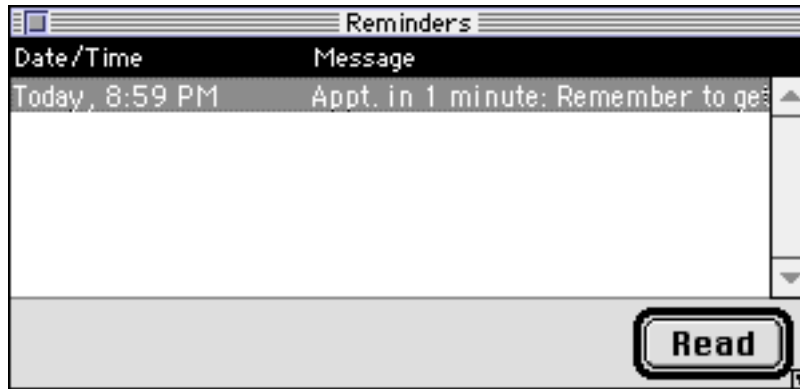 Reminders
Date/Time Message
Today, 8:59 PM Appt. in 1 minute: Remember to ge
Read